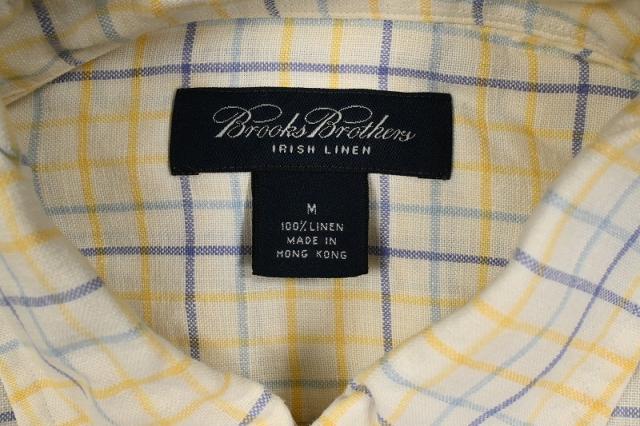 Brooks Brothers
IRISH LINEN
M
100% LINEN
MADE IN
HONG KONG